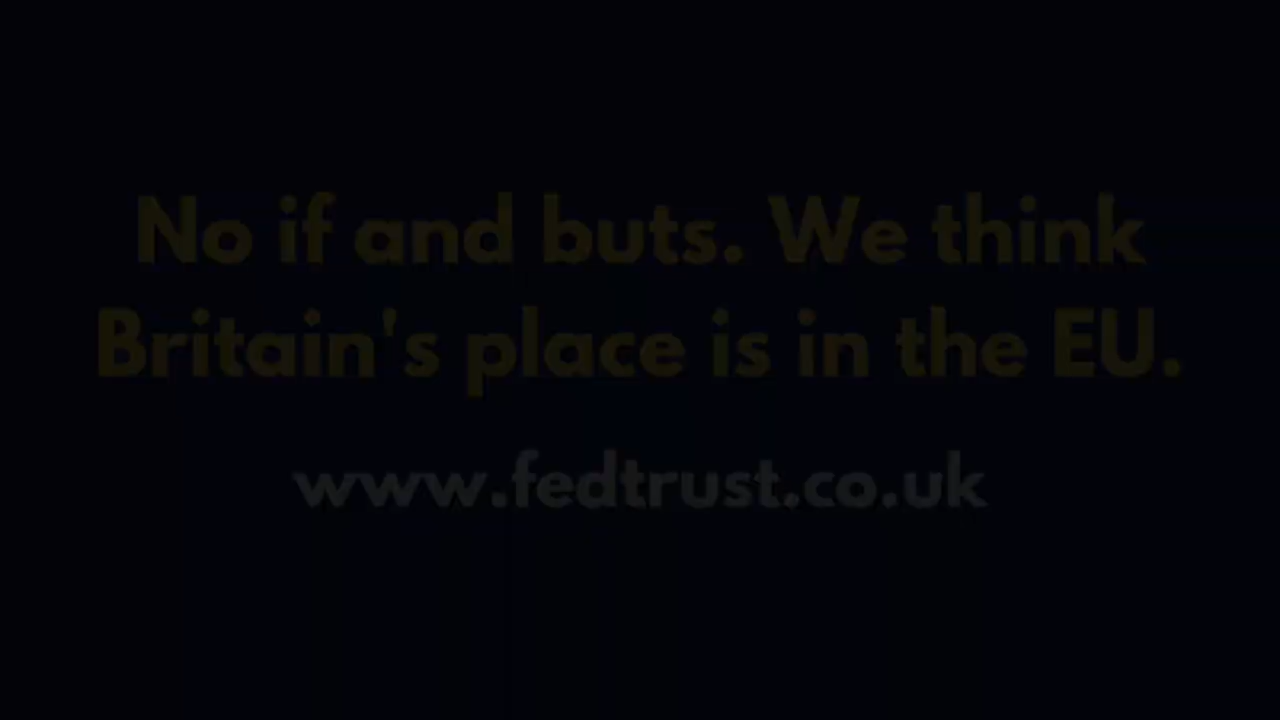 No if and buts. We think
Britain's place is in the EU.
www.fedtrust.co.uk